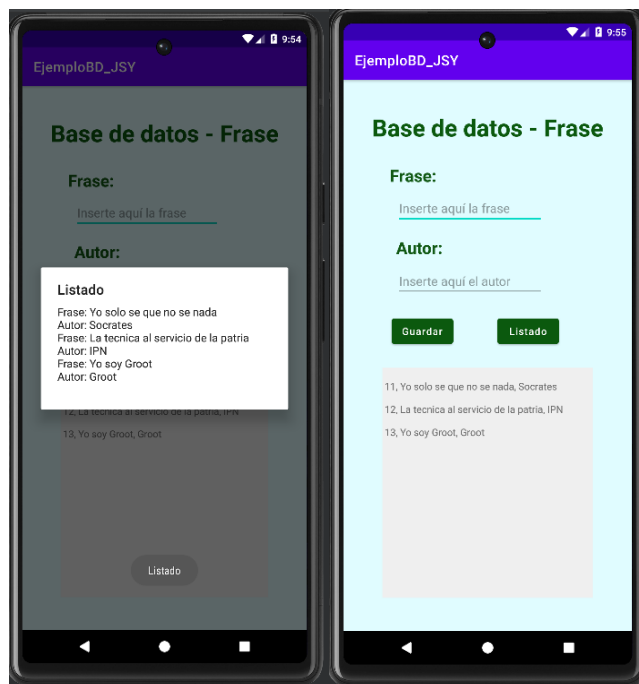 9:54
EjemploBD_JSY
Base de datos - Frase
Frase:
Inserte aquí la frase
Autor:
Listado
Frase: Yo solo se que no se nada
Autor: Socrates
Frase: La tecnica al servicio de la patria
Autor: IPN
Frase: Yo soy Groot
Autor: Groot
12, La tecnica al servicio de la patria, IPN
13, Yo soy Groot, Groot
Listado
9:55
EjemploBD_JSY
Base de datos - Frase
Frase:
Inserte aquí la frase
Autor:
Inserte aquí el autor
Guardar
Listado
11, Yo solo se que no se nada, Socrates
12, La tecnica al servicio de la patria, IPN
13, Yo soy Groot, Groot